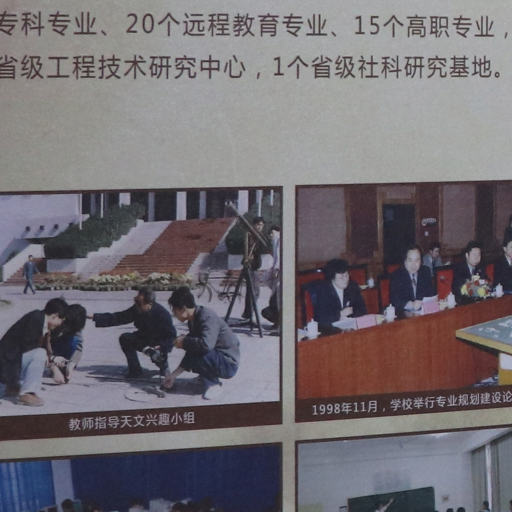 专科专业、20个远程教育专业、15个高职专业，
省级工程技术研究中心，1个省级社科研究基地。
教师指导天文兴趣小组
1998年11月，学校举行专业规划建设论